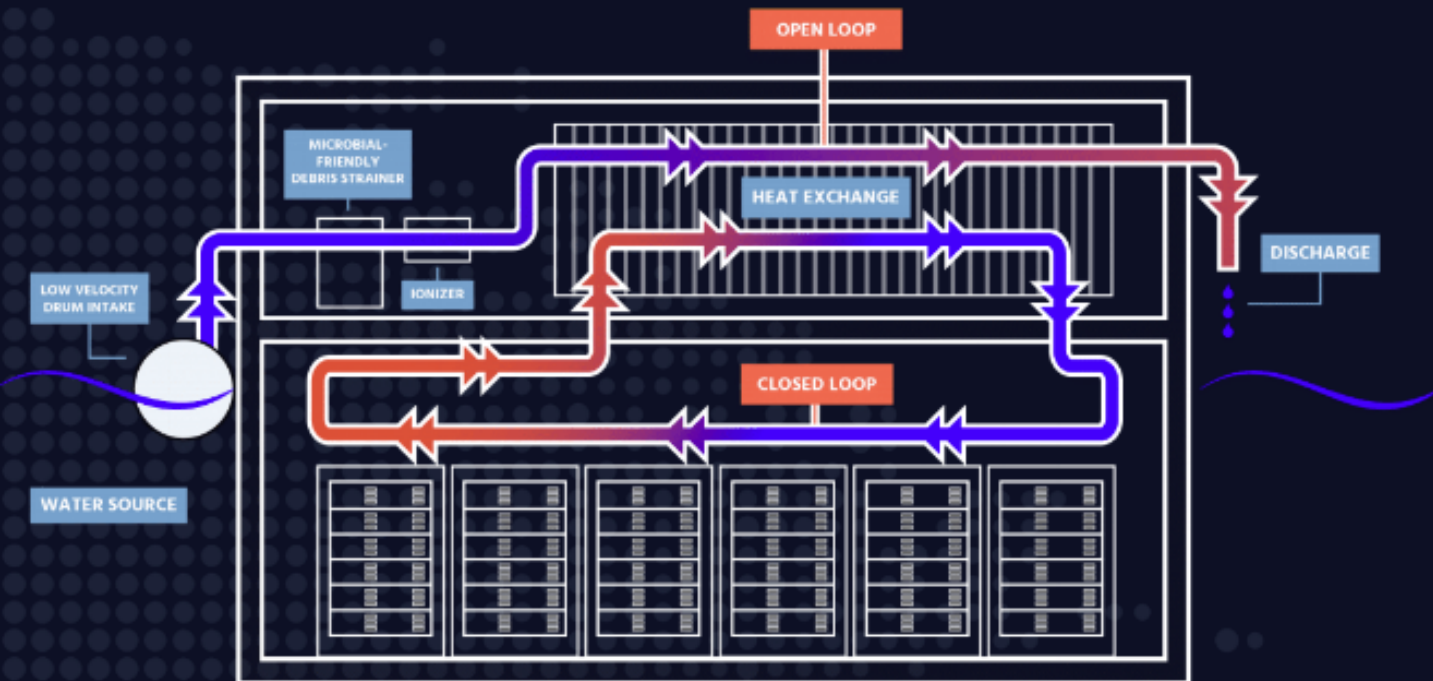 OPEN LOOP
MICROBIAL-
FRIENDLY
DEBRIS STRAINER
HEAT EXCHANGE
DISCHARGE
LOW VELOCITY
DRUM INTAKE
IONIZER
CLOSED LOOP
WATER SOURCE